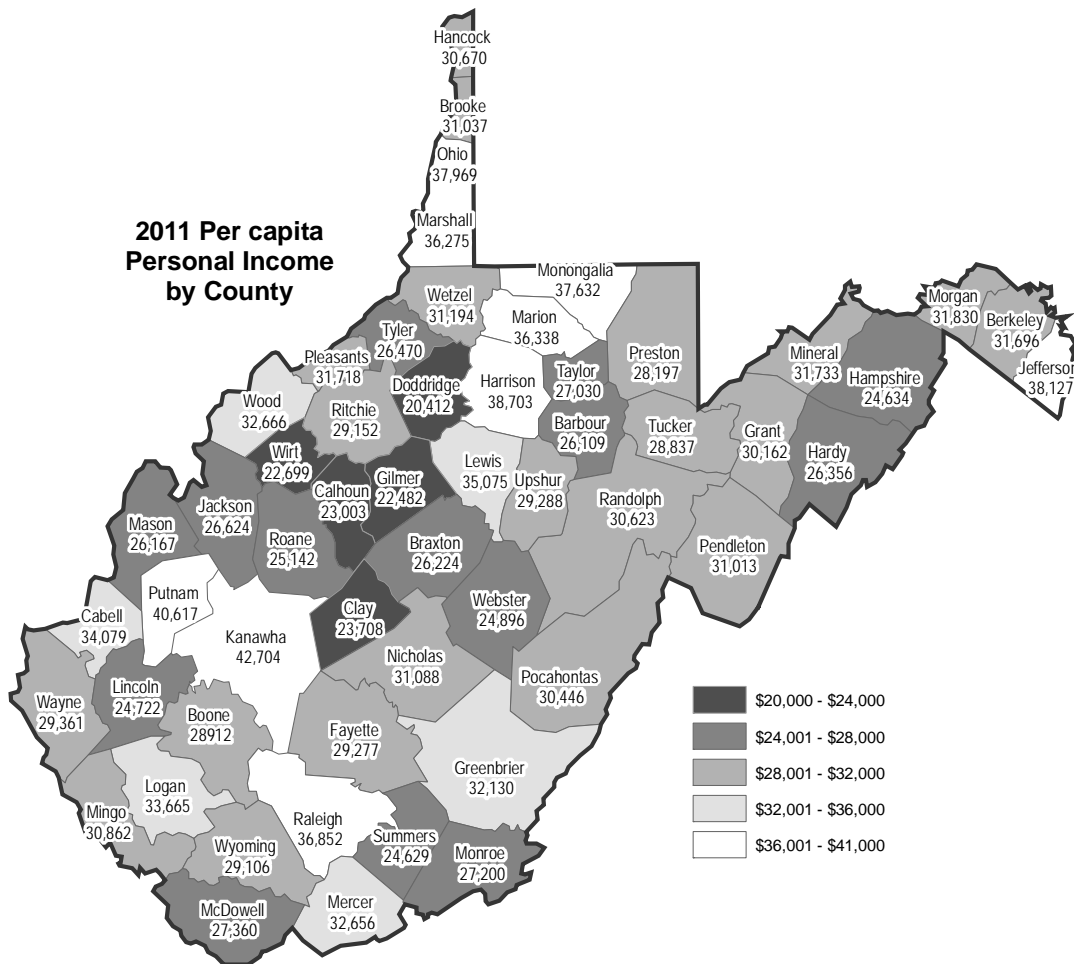 Hancock
30,670
Brooke
31,037
Ohio
37,969
Marshall
36,275
2011 Per capita
Personal Income
by County
Monongalia
37,632
Wetzel
31,194
Marion
36,338
Morgan
31,830
Berkeley
31,696
Jefferson
38,127
Tyler
26,470
Pleasants
31,718
Doddridge
20,412
Harrison
38,703
Taylor
27,030
Preston
28,197
Mineral
31,733
Hampshire
24,634
Wood
32,666
Ritchie
29,152
Barbour
26,109
Tucker
28,837
Grant
30,162
Hardy
26,356
Wirt
22,699
Calhoun
23,003
Gilmer
22,482
Lewis
35,075
Upshur
29,288
Randolph
30,623
Pendleton
31,013
Mason
26,167
Jackson
26,624
Roane
25,142
Braxton
26,224
Webster
24,896
Putnam
40,617
Cabell
34,079
Kanawha
42,704
Clay
23,708
Nicholas
31,088
Pocahontas
30,446
Wayne
29,361
Lincoln
24,722
Boone
28912
Fayette
29,277
Greenbrier
32,130
Logan
33,665
Mingo
30,862
Wyoming
29,106
Raleigh
36,852
Summers
24,629
Monroe
27,200
McDowell
27,360
Mercer
32,656
$20,000 - $24,000
$24,001 - $28,000
$28,001 - $32,000
$32,001 - $36,000
$36,001 - $41,000